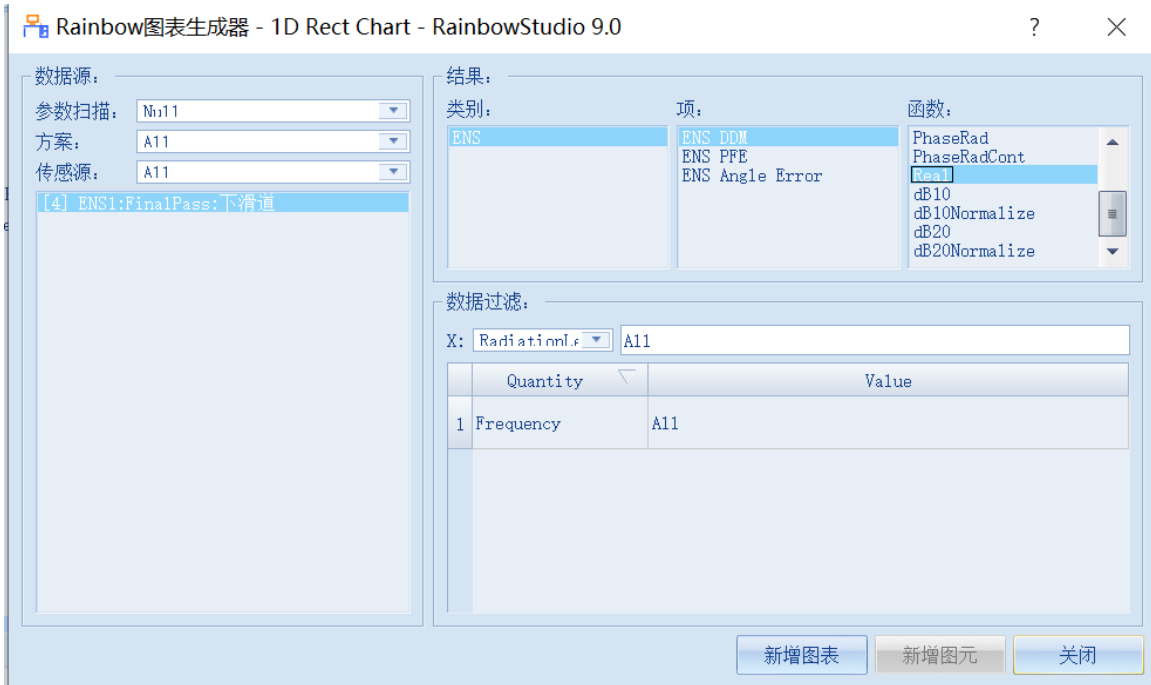 Rainbow图表生成器 - 1D Rect Chart - RainbowStudio 9.0
?
数据源：
参数扫描：
Null
方案：
All
传感源：
All
[4] ENS1:FinalPass:下滑道
结果：
类别：
ENS
项：
ENS DDM
ENS PFE
ENS Angle Error
函数：
PhaseRad
PhaseRadCont
Real
dB10
dB10Normalize
dB20
dB20Normalize
数据过滤：
X:
RadiationLe
All
Quantity
Value
1 Frequency
All
新增图表
新增图元
关闭